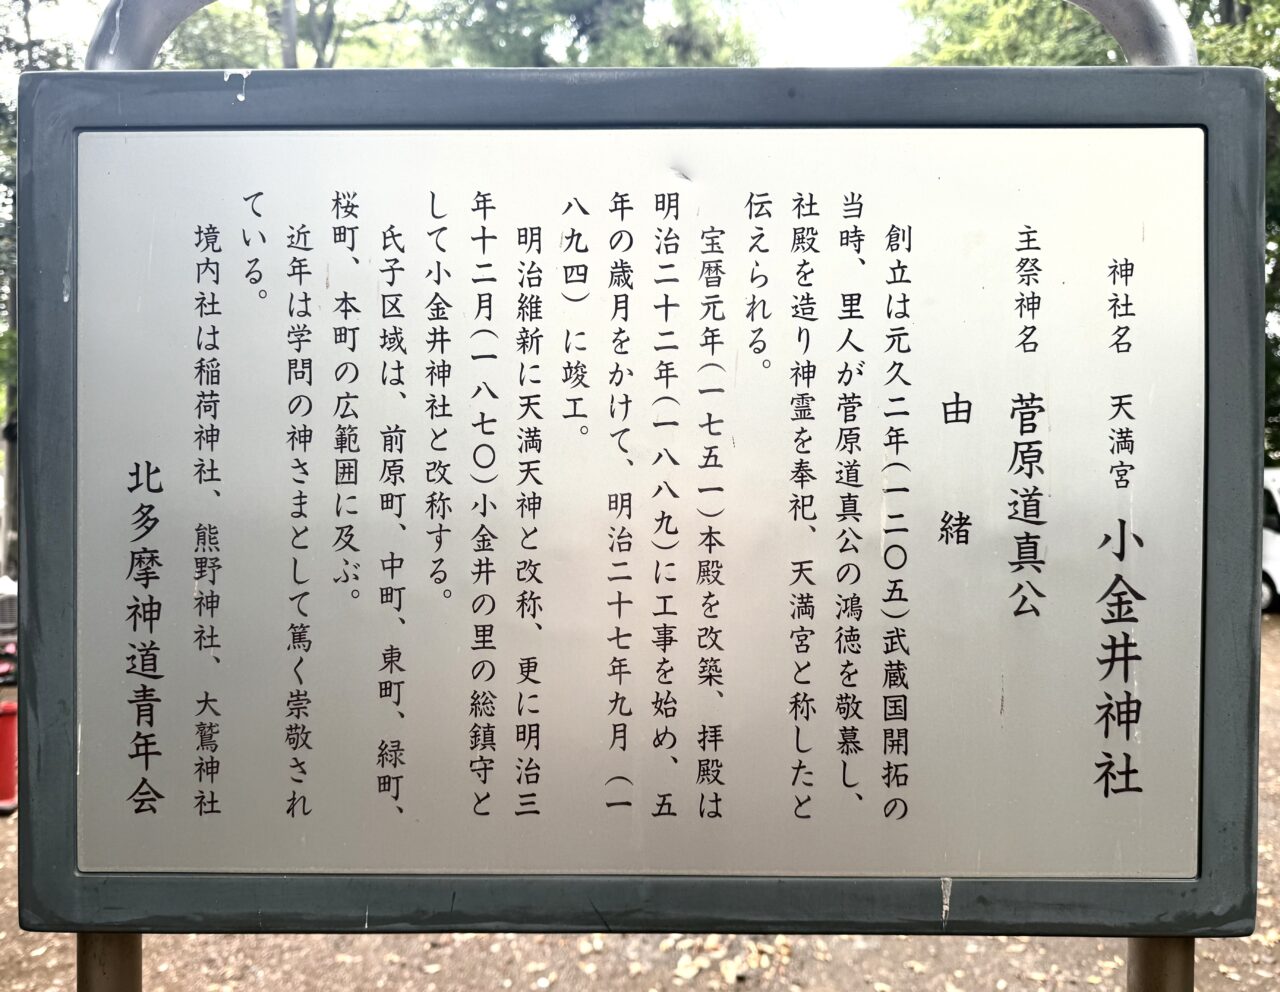 神社名　天満宮　小金井神社
主祭神名　菅原道真公
由緒
創立は元久二年(一二〇五)武蔵国開拓の
当時、里人が菅原道真公の鴻徳を敬慕し、
社殿を造り神霊を奉祀、天満宮と称したと
伝えられる。
宝暦元年(一七五一)本殿を改築、拝殿は
明治二十二年(一八八九)に工事を始め、五
年の歳月をかけて、明治二十七年九月(一
八九四)に竣工。
明治維新に天満天神と改称、更に明治三
年十二月(一八七〇)小金井の里の総鎮守と
して小金井神社と改称する。
氏子区域は、前原町、中町、東町、緑町、
桜町、本町の広範囲に及ぶ。
近年は学問の神さまとして篤く崇敬され
ている。
境内社は稲荷神社、熊野神社、大鷲神社
北多摩神道青年会